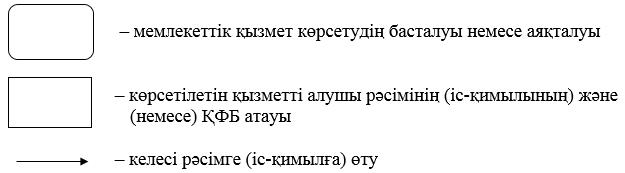 – мемлекеттік қызмет көрсетудің басталуы немесе аяқталуы
– көрсетілетін қызметті алушы рәсімінің (іс-қимылының) және
(немесе) ҚФБ атауы
– келесі рәсімге (іс-қимылға) өту